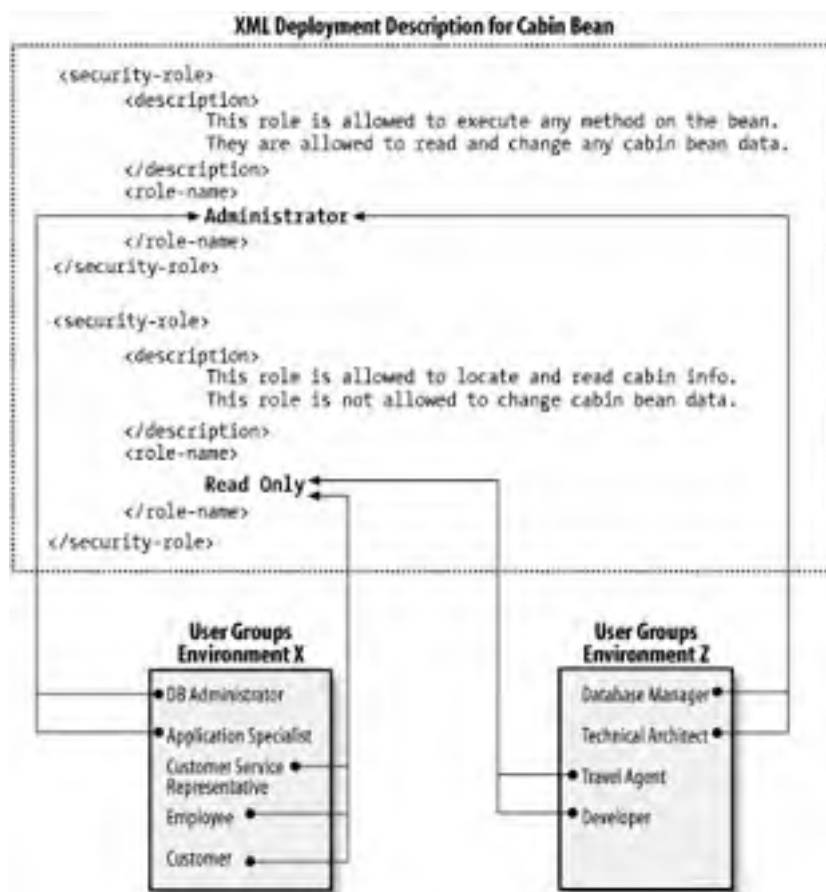 XML Deployment Description for Cabin Bean
<security-role>
<description>
This role is allowed to execute any method on the bean.
They are allowed to read and change any cabin bean data.
</description>
<role-name>
Administrator
</role-name>
</security-role>
<security-role>
<description>
This role is allowed to locate and read cabin info.
This role is not allowed to change cabin bean data.
</description>
<role-name>
Read Only
</role-name>
</security-role>
User Groups
Environment X
DB Administrator
Application Specialist
Customer Service
Representative
Employee
Customer
User Groups
Environment Z
Database Manager
Technical Architect
Travel Agent
Developer